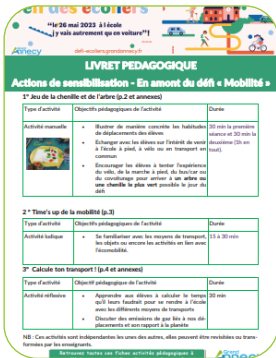 en des écoliers
"le 26 mai 2023 à l'école
j'y vais autrement qu'en voiture"!
Annecy
defi-ecoliers.grandannecy.fr
LIVRET PEDAGOGIQUE
Actions de sensibilisation - En amont du défi « Mobilité »
1° Jeu de la chenille et de l'arbre (p.2 et annexes)
Type d'activité Objectifs pédagogiques de l'activité Durée
Activité manuelle • Illustrer de manière concrète les habitudes 30 min la première
de déplacements des élèves séance et 30 min la
• Echanger avec les élèves sur l'intérêt de venir deuxième (1h en
à l'école à pied, à vélo ou en transport en tout).
commun
• Encourager les élèves à tenter l'expérience
du vélo, de la marche à pied, du bus/car ou
du covoiturage pour arriver à un arbre ou
une chenille le plus vert possible le jour du
défi
2 ° Time's up de la mobilité (p.3)
Type d'activité Objectifs pédagogiques de l'activité Durée
Activité ludique • Se familiariser avec les moyens de transport, 15 à 30 min
les objets ou encore les activités en lien avec
l'écomobilité.
3° Calcule ton transport ! (p.4 et annexes)
Type d'activité Objectif pédagogique de l'activité Durée
Activité réflexive • Apprendre aux élèves à calculer le temps 30 min
qu'il leurs faudrait pour se rendre à l'école
avec les différents moyens de transports
• Discuter des émissions de gaz liés à nos dé-
placements et son rapport à la planète
NB : Ces activités sont indépendantes les unes des autres, elles peuvent être revisitées ou trans-
formées par les enseignants.
Retrouvez toutes ces fiches activités pédagogiques à
Grand